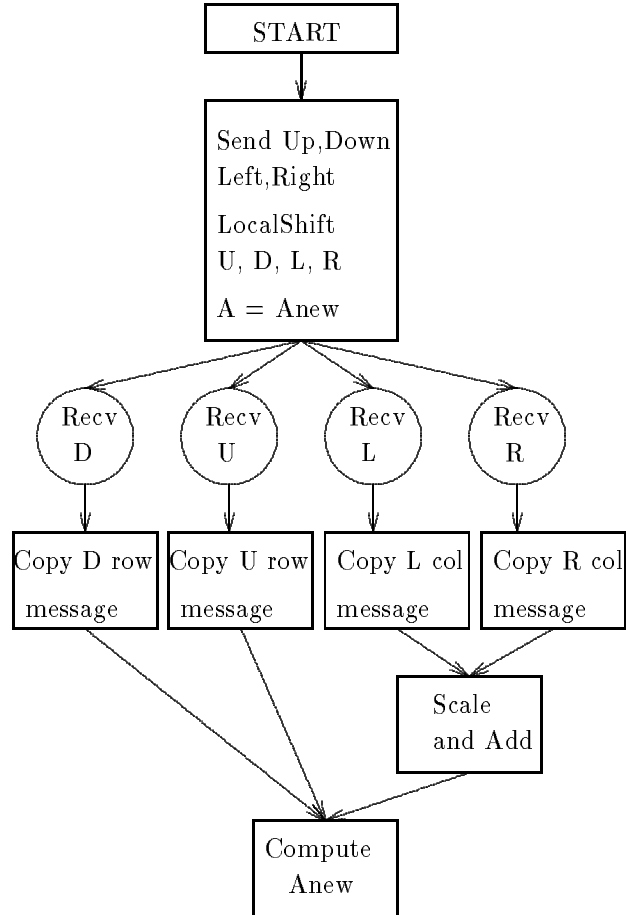 START
Send Up,Down
Left,Right
LocalShift
U, D, L, R
A = Anew
Recv
D
Recv
U
Recv
L
Recv
R
Copy D row
message
Copy U row
message
Copy L col
message
Copy R col
message
Scale
and Add
Compute
Anew